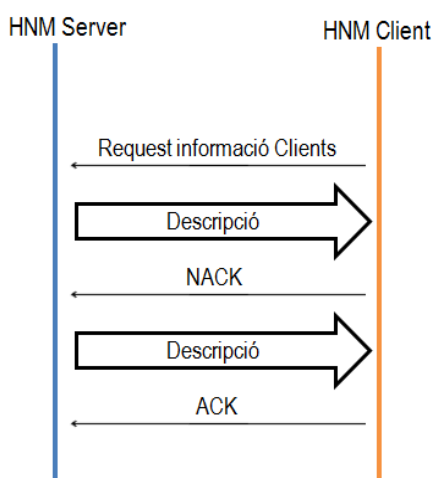 HNM Server
HNM Client
Request informació Clients
Descripció
NACK
Descripció
ACK